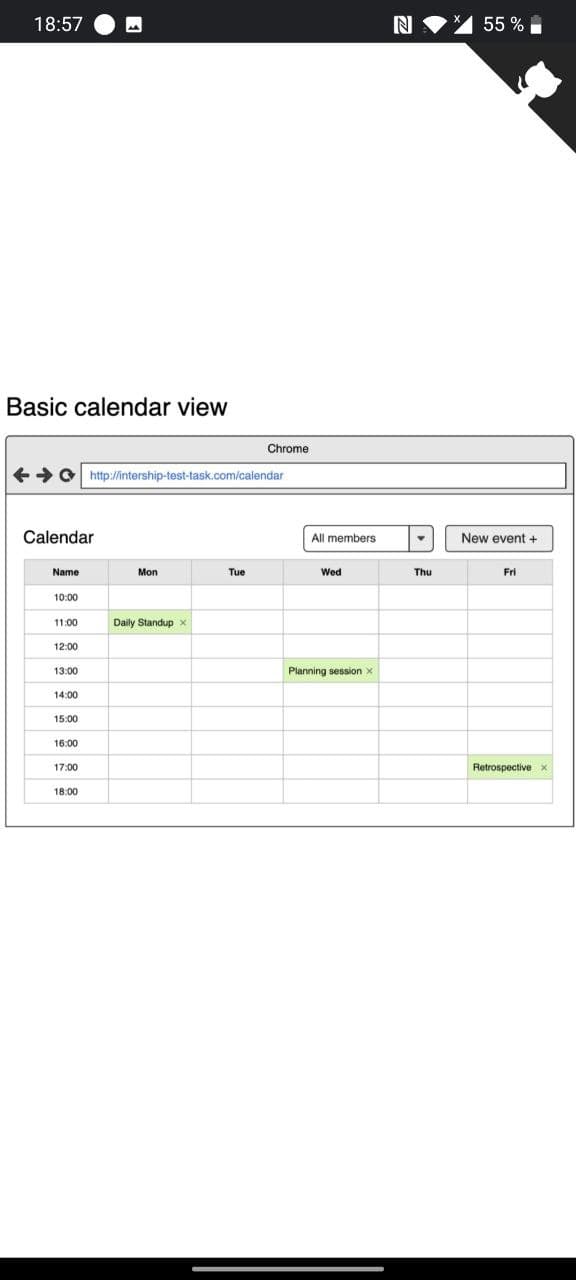 18:57 55 %
Basic calendar view
Chrome
http://intership-test-task.com/calendar
Calendar All members New event +
Name Mon Tue Wed Thu Fri
10:00
11:00 Daily Standup ×
12:00
13:00 Planning session ×
14:00
15:00
16:00
17:00 Retrospective ×
18:00